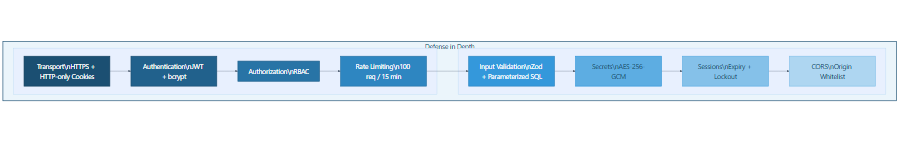 Defense in Depth
Transport\nHTTPS +
HTTP-only Cookies
Authentication\nJWT
+ bcrypt
Authorization\nRBAC
Rate Limiting\n100
req / 15 min
Input Validation\nZod
+ Parameterized SQL
Secrets\nAES-256-
GCM
Sessions\nExpiry +
Lockout
CORS\nOrigin
Whitelist